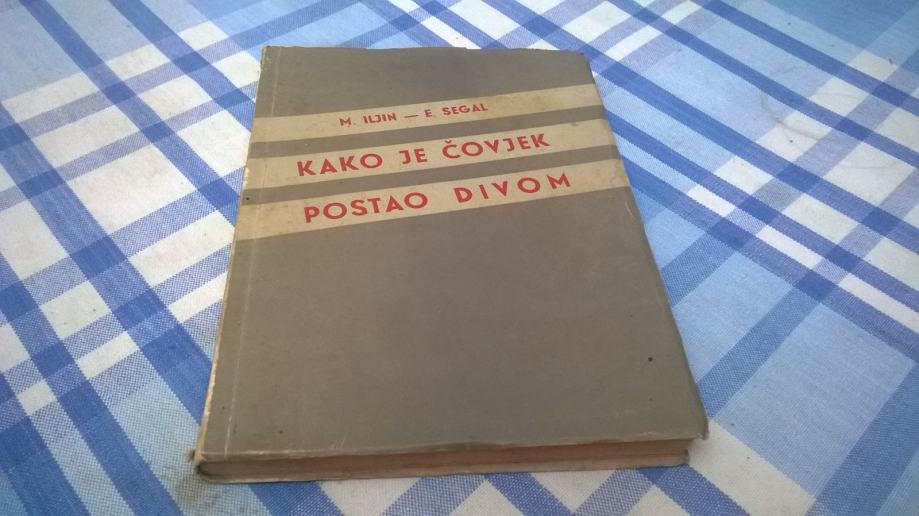 M. ILJIN — E. SEGAL
KAKO JE ČOVJEK
POSTAO DIVOM